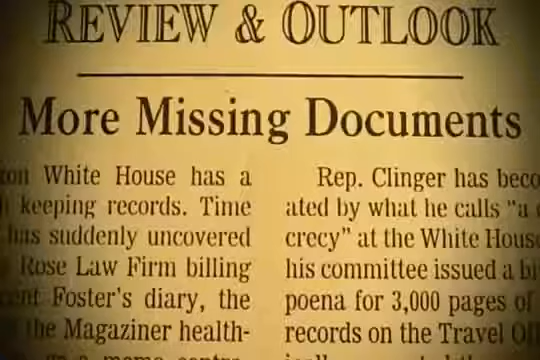 REVIEW & OUTLOOK
More Missing Documents
White House has a
keeping records. Time
has suddenly uncovered
Rose Law Firm billing
Foster's diary, the
the Magaziner health-
Rep. Clinger has beco
ated by what he calls "a
crecy" at the White House
his committee issued a
poena for 3,000 pages of
records on the Travel